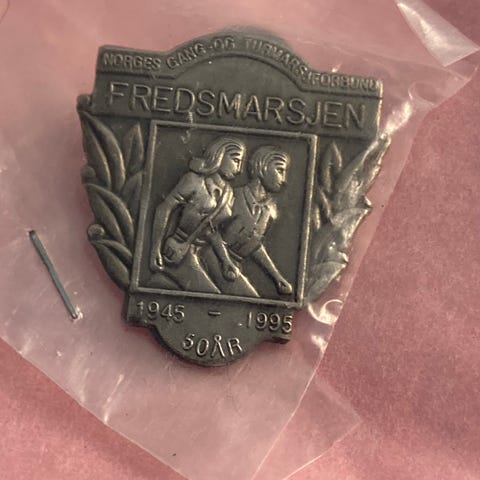 NORGES GANG-OG TURMARSJFORBUND
FREDSMARSJEN
1945 - 1995
50 ÅR